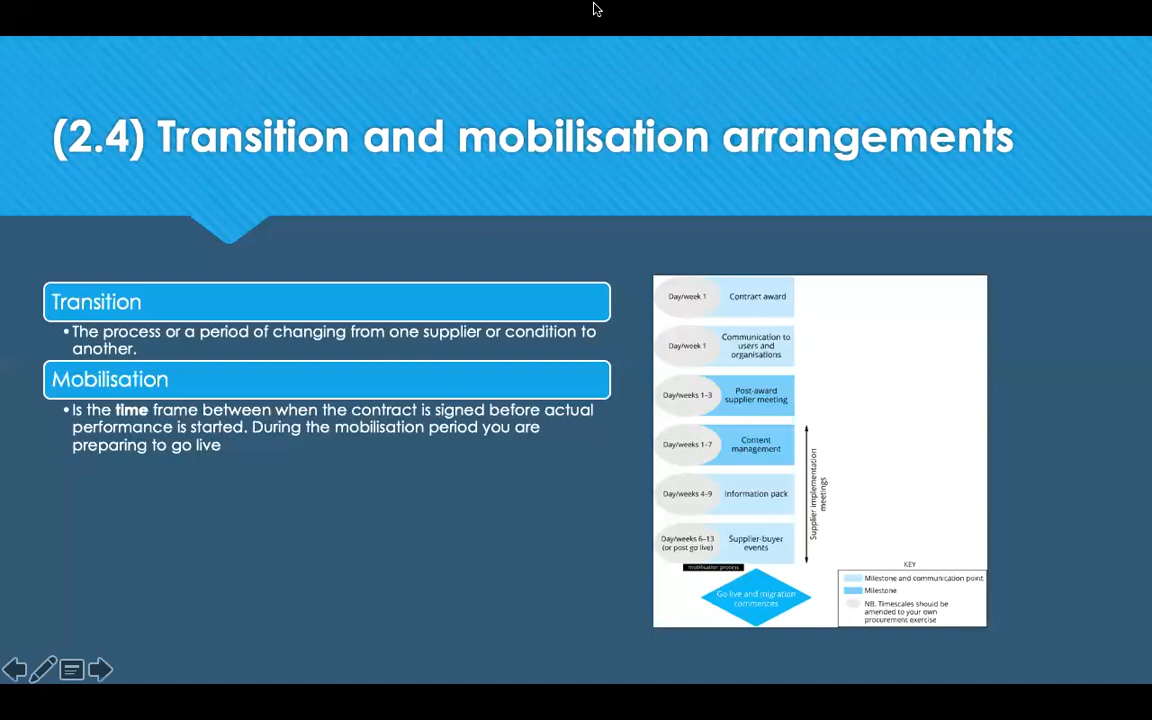 (2.4) Transition and mobilisation arrangements
Transition
•The process or a period of changing from one supplier or condition to
another.
Mobilisation
•Is the time frame between when the contract is signed before actual
performance is started. During the mobilisation period you are
preparing to go live
Day/week 1
Contract award
Day/week 1
Communication to
users and
organisations
Day/weeks 1–3
Post-award
supplier meeting
Day/weeks 1–7
Content
management
Day/weeks 4–9
Information pack
Day/weeks 6–13
(or post go live)
Supplier-buyer
events
Supplier implementation
meetings
mobilisation process
Go live and migration
commences
KEY
Milestone and communication point
Milestone
NB. Timescales should be
amended to your own
procurement exercise